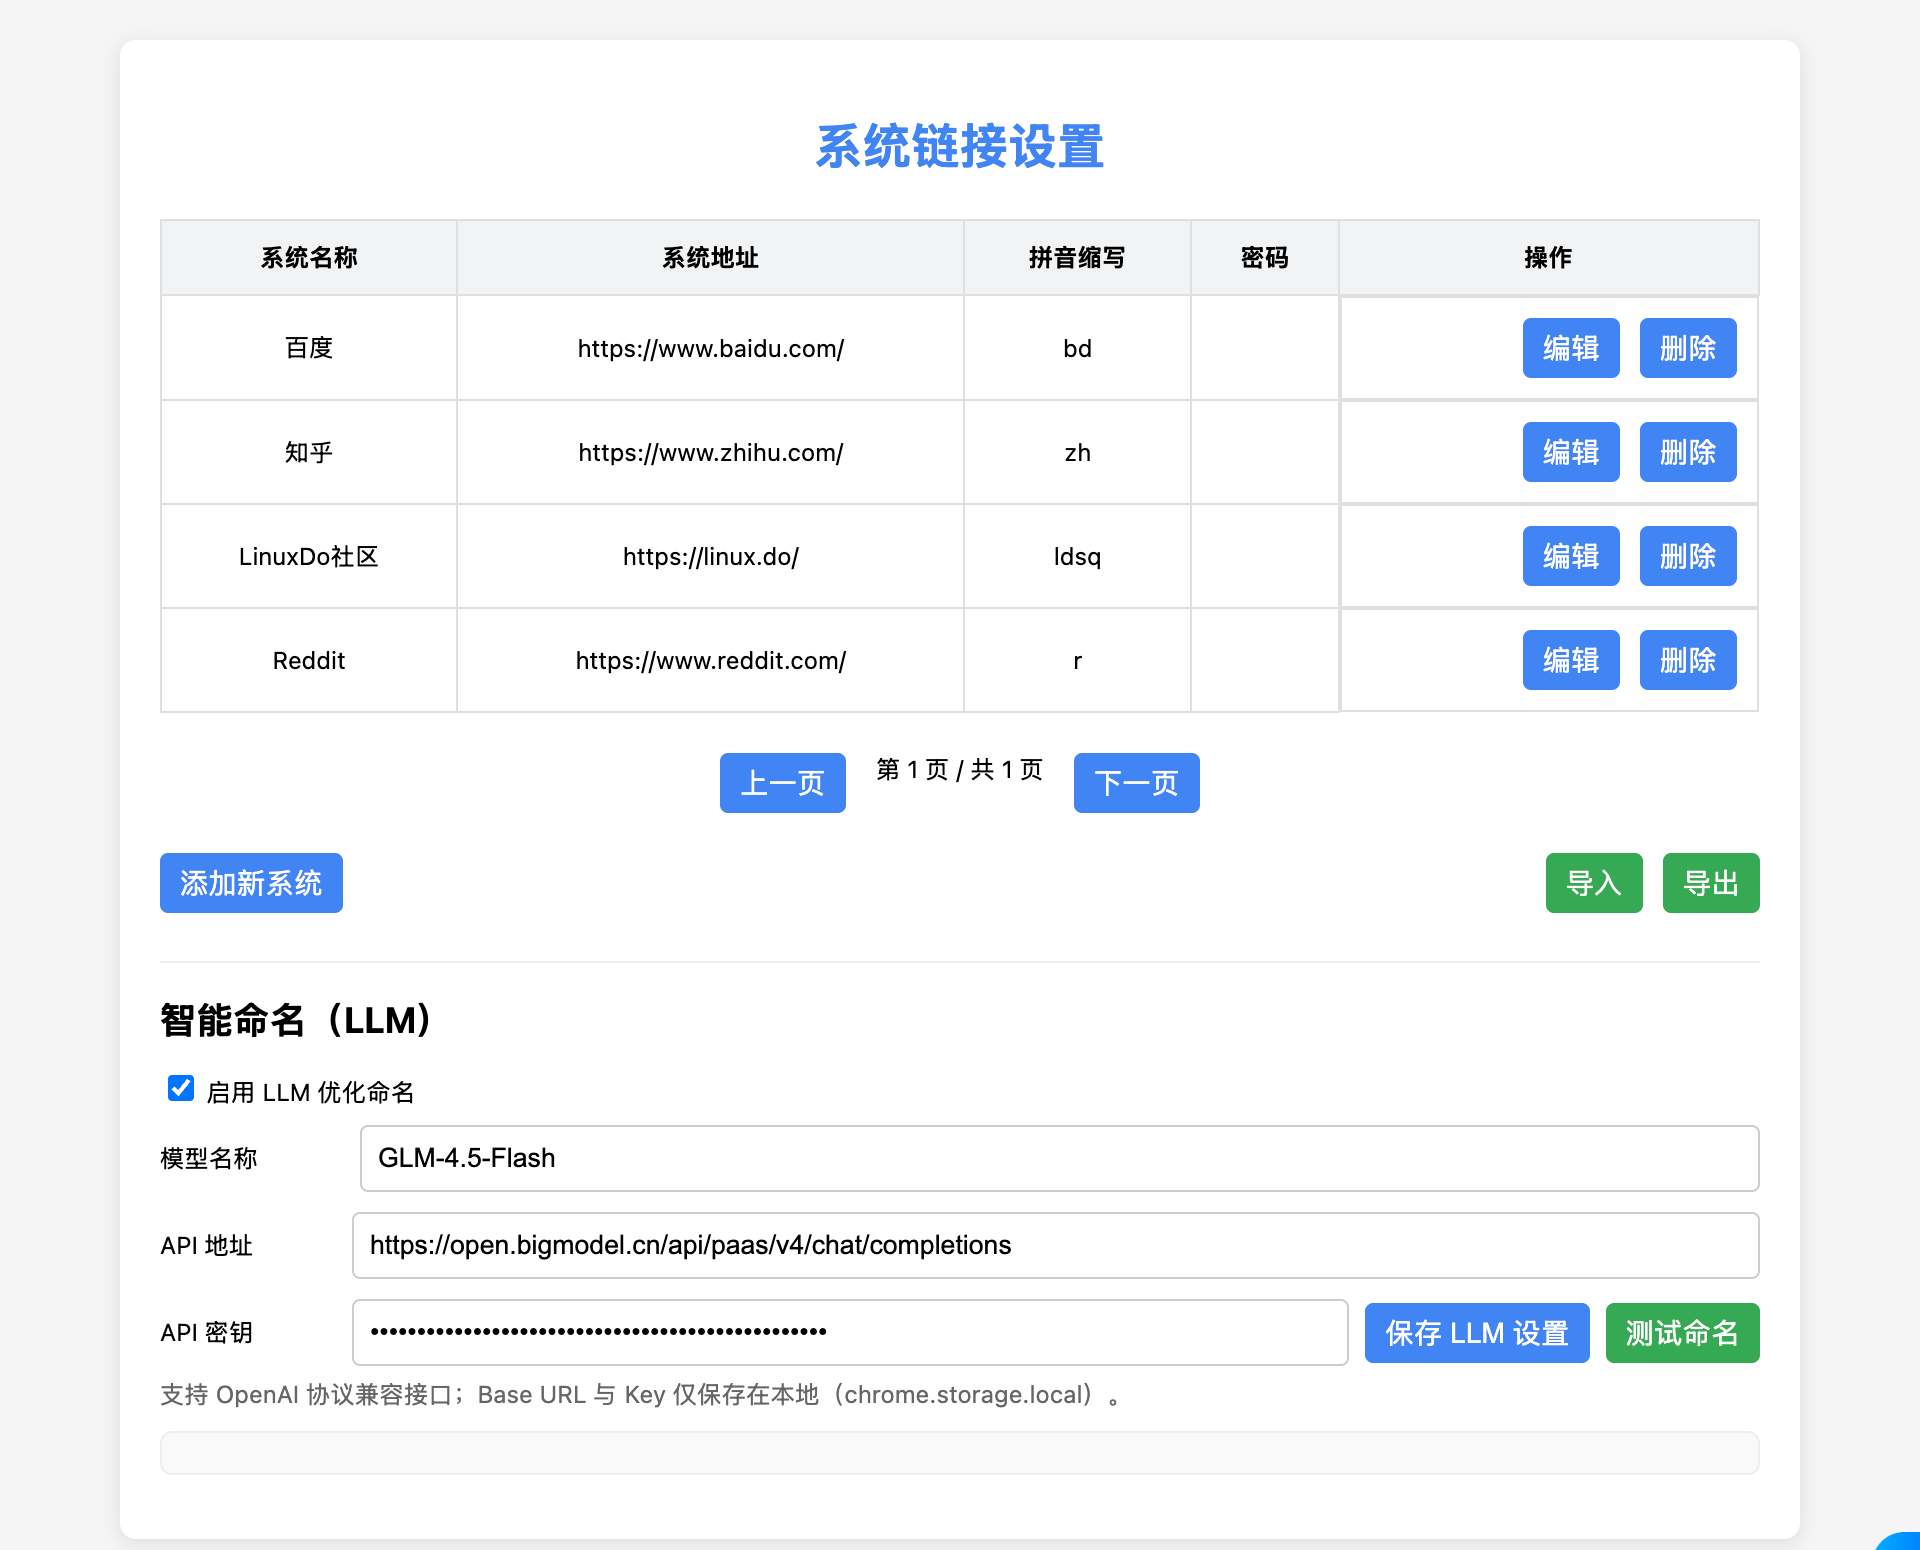 系统链接设置
系统名称 系统地址 拼音缩写 密码 操作
百度 https://www.baidu.com/ bd 编辑 删除
知乎 https://www.zhihu.com/ zh 编辑 删除
LinuxDo社区 https://linux.do/ ldsq 编辑 删除
Reddit https://www.reddit.com/ r 编辑 删除
上一页 第 1 页 / 共 1 页 下一页
添加新系统 导入 导出
智能命名（LLM）
启用 LLM 优化命名
模型名称 GLM-4.5-Flash
API 地址 https://open.bigmodel.cn/api/paas/v4/chat/completions
API 密钥 •••••••••••••••••••••••••••••••••••••••••••••••••  保存 LLM 设置 测试命名
支持 OpenAI 协议兼容接口；Base URL 与 Key 仅保存在本地（chrome.storage.local）。